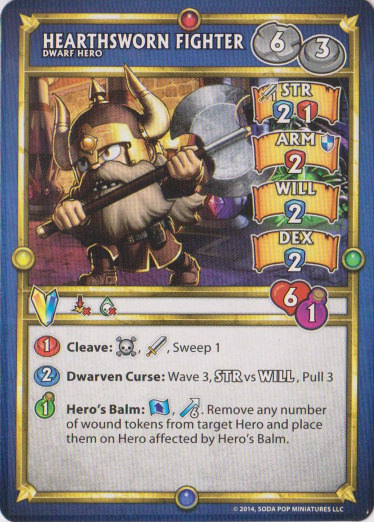 HEARTHSWORN FIGHTER
DWARF HERO
6 3
STR
2 1
ARM
2
WILL
2
DEX
2
6
1
1 Cleave: , , Sweep 1
2 Dwarven Curse: Wave 3, STR vs WILL, Pull 3
1 Hero's Balm: , . Remove any number
of wound tokens from target Hero and place
them on Hero affected by Hero's Balm.
© 2014, SODA POP MINIATURES LLC